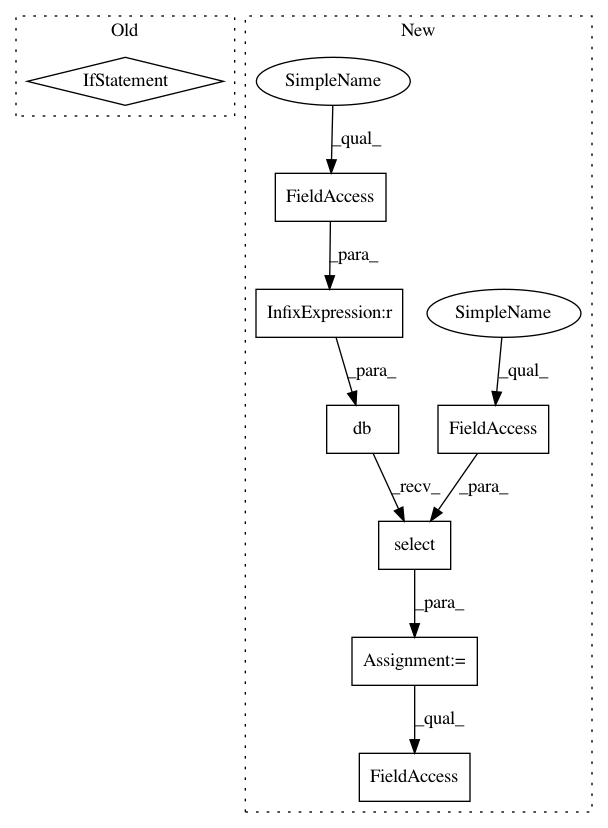 Old
New
IfStatement
SimpleName
_qual_
FieldAccess
_para_
InfixExpression:r
SimpleName
_para_
_qual_
db
FieldAccess
_recv_
_para_
select
_para_
Assignment:=
_qual_
FieldAccess